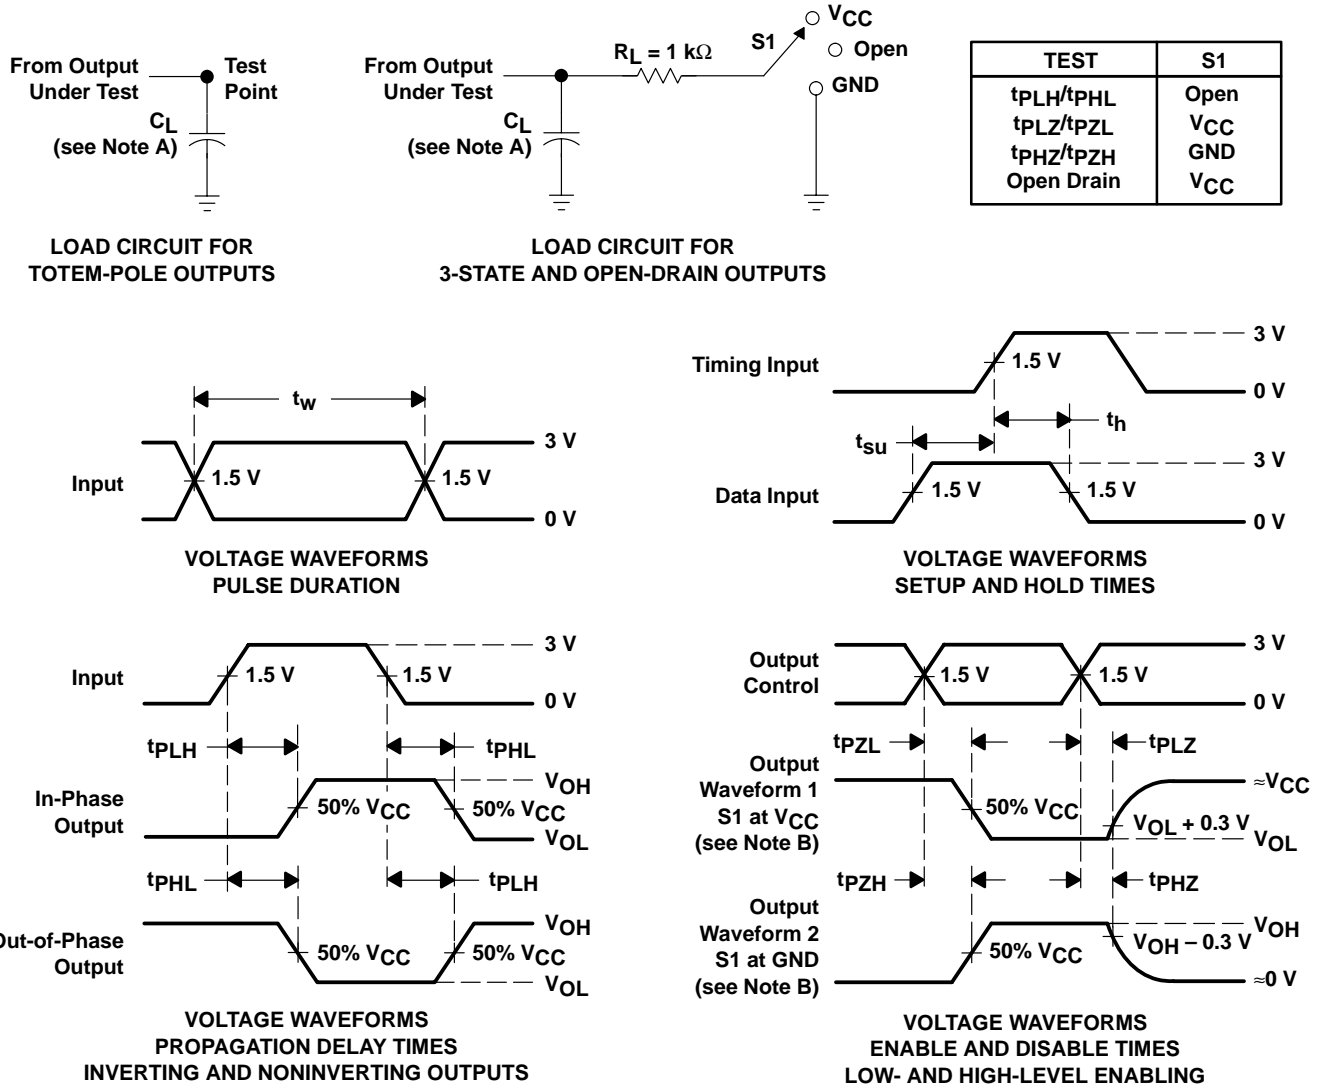 From Output
Under Test
Test
Point
CL
(see Note A)
LOAD CIRCUIT FOR
TOTEM-POLE OUTPUTS
From Output
Under Test
RL = 1 kΩ
S1
VCC
Open
GND
CL
(see Note A)
LOAD CIRCUIT FOR
3-STATE AND OPEN-DRAIN OUTPUTS
TEST S1
tPLH/tPHL Open
tPLZ/tPZL VCC
tPHZ/tPZH GND
Open Drain VCC
tw
Input
1.5 V
1.5 V
3 V
0 V
VOLTAGE WAVEFORMS
PULSE DURATION
Timing Input
1.5 V
3 V
0 V
th
tsu
Data Input
1.5 V
1.5 V
3 V
0 V
VOLTAGE WAVEFORMS
SETUP AND HOLD TIMES
Input
1.5 V
1.5 V
3 V
0 V
tPLH
tPHL
In-Phase
Output
50% VCC
50% VCC
VOH
VOL
tPHL
tPLH
Out-of-Phase
Output
50% VCC
50% VCC
VOH
VOL
VOLTAGE WAVEFORMS
PROPAGATION DELAY TIMES
INVERTING AND NONINVERTING OUTPUTS
Output
Control
1.5 V
1.5 V
3 V
0 V
tPZL
tPLZ
Output
Waveform 1
S1 at VCC
(see Note B)
50% VCC
VOL + 0.3 V
≈VCC
VOL
tPZH
tPHZ
Output
Waveform 2
S1 at GND
(see Note B)
50% VCC
VOH − 0.3 V
VOH
≈0 V
VOLTAGE WAVEFORMS
ENABLE AND DISABLE TIMES
LOW- AND HIGH-LEVEL ENABLING